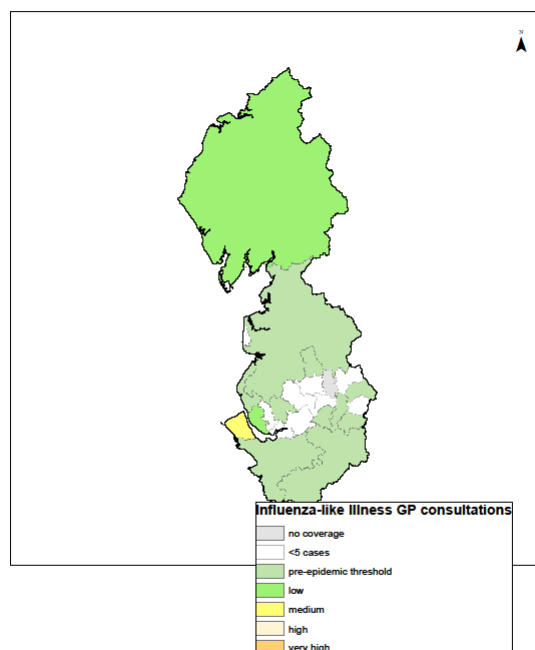 N
Influenza-like Illness GP consultations
no coverage
<5 cases
pre-epidemic threshold
low
medium
high
very high